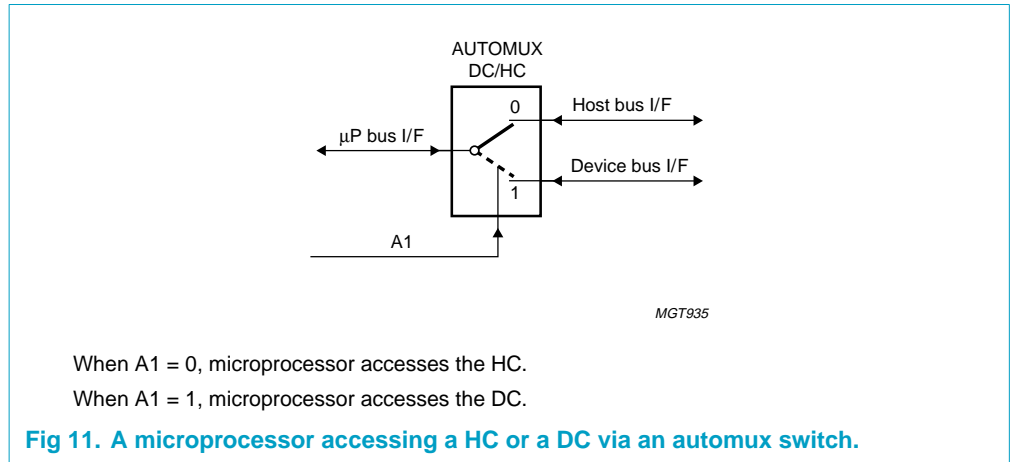 AUTOMUX
DC/HC
0
Host bus I/F
µP bus I/F
Device bus I/F
1
A1
MGT935
When A1 = 0, microprocessor accesses the HC.
When A1 = 1, microprocessor accesses the DC.
Fig 11. A microprocessor accessing a HC or a DC via an automux switch.